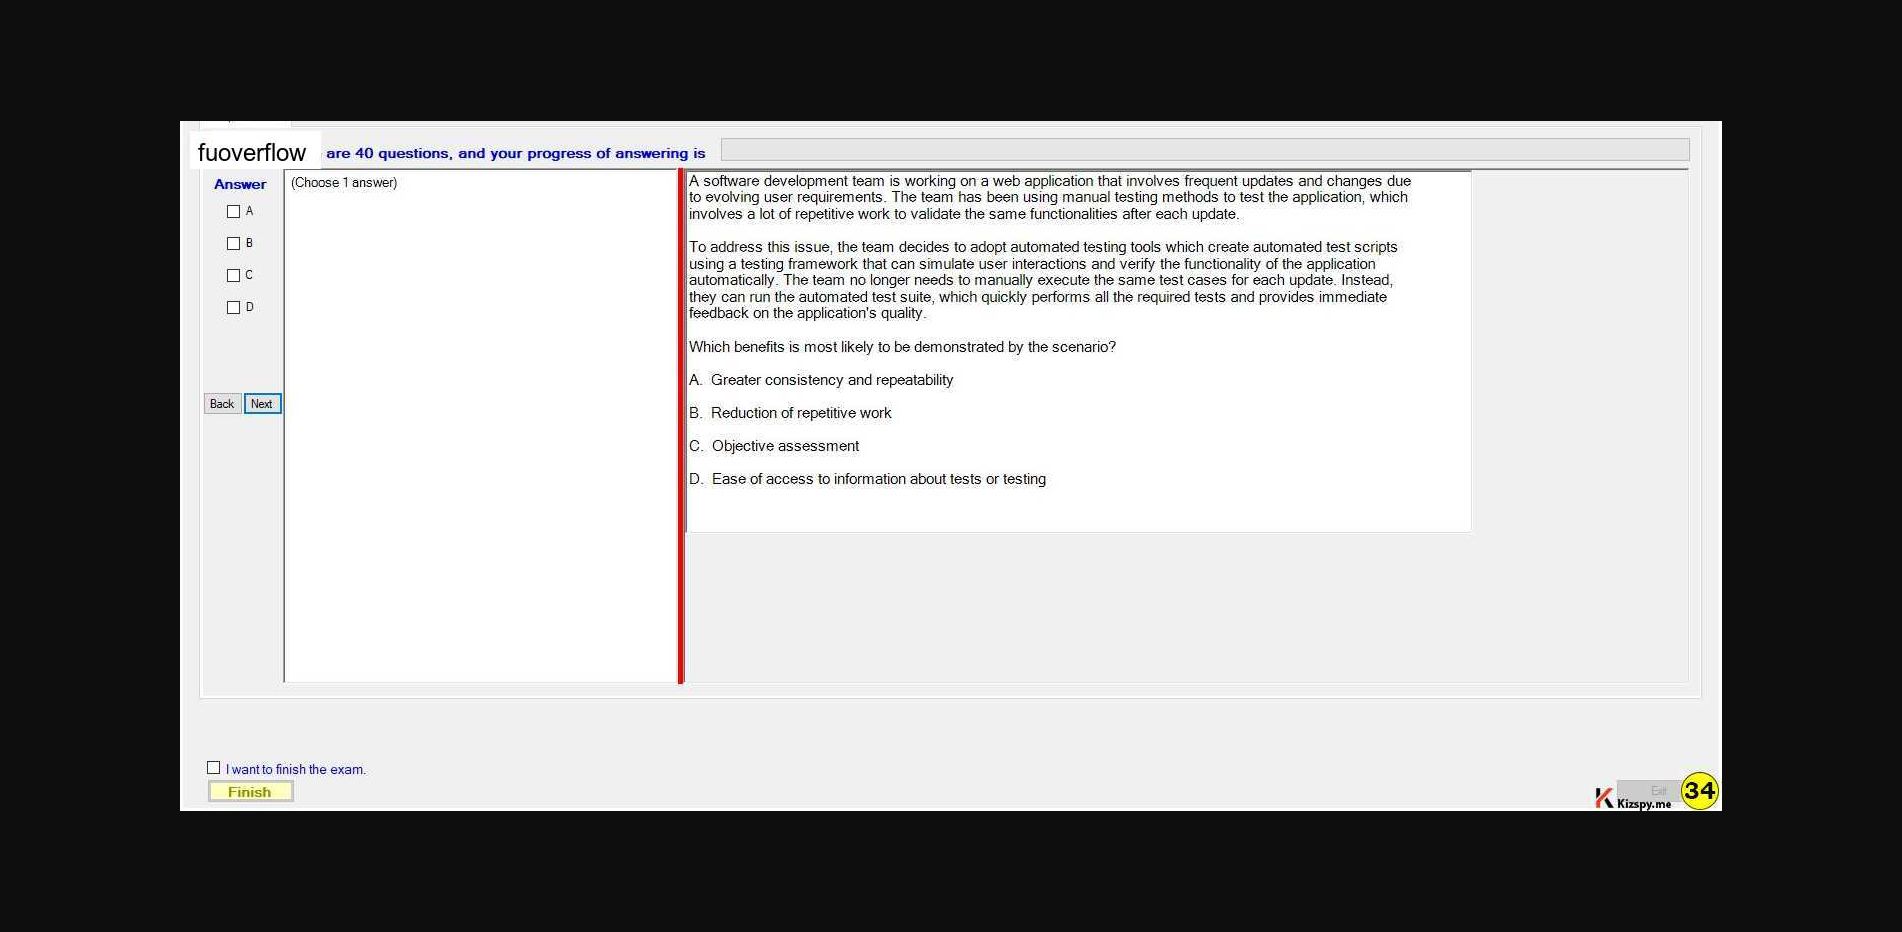 fuoverflow are 40 questions, and your progress of answering is
Answer
A
B
C
D
Back Next
(Choose 1 answer)
A software development team is working on a web application that involves frequent updates and changes due
to evolving user requirements. The team has been using manual testing methods to test the application, which
involves a lot of repetitive work to validate the same functionalities after each update.
To address this issue, the team decides to adopt automated testing tools which create automated test scripts
using a testing framework that can simulate user interactions and verify the functionality of the application
automatically. The team no longer needs to manually execute the same test cases for each update. Instead,
they can run the automated test suite, which quickly performs all the required tests and provides immediate
feedback on the application's quality.
Which benefits is most likely to be demonstrated by the scenario?
A. Greater consistency and repeatability
B. Reduction of repetitive work
C. Objective assessment
D. Ease of access to information about tests or testing
I want to finish the exam.
Finish
Exit
Kizspy.me
34